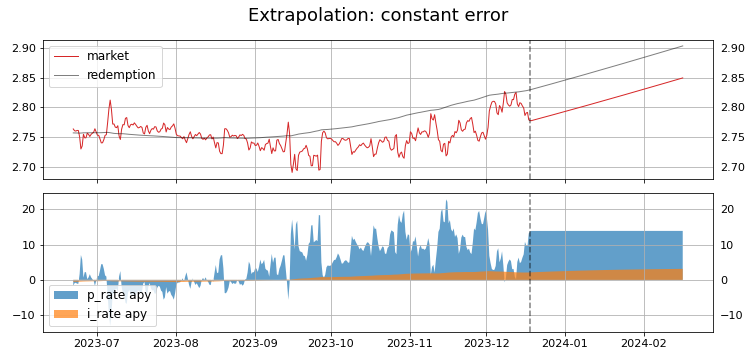 Extrapolation: constant error
2.90 2.90
market
redemption
2.85 2.85
2.80 2.80
2.75 2.75
2.70 2.70
20 20
10 10
0 0
p_rate apy
i_rate apy
−10 −10
2023-07 2023-08 2023-09 2023-10 2023-11 2023-12 2024-01 2024-02